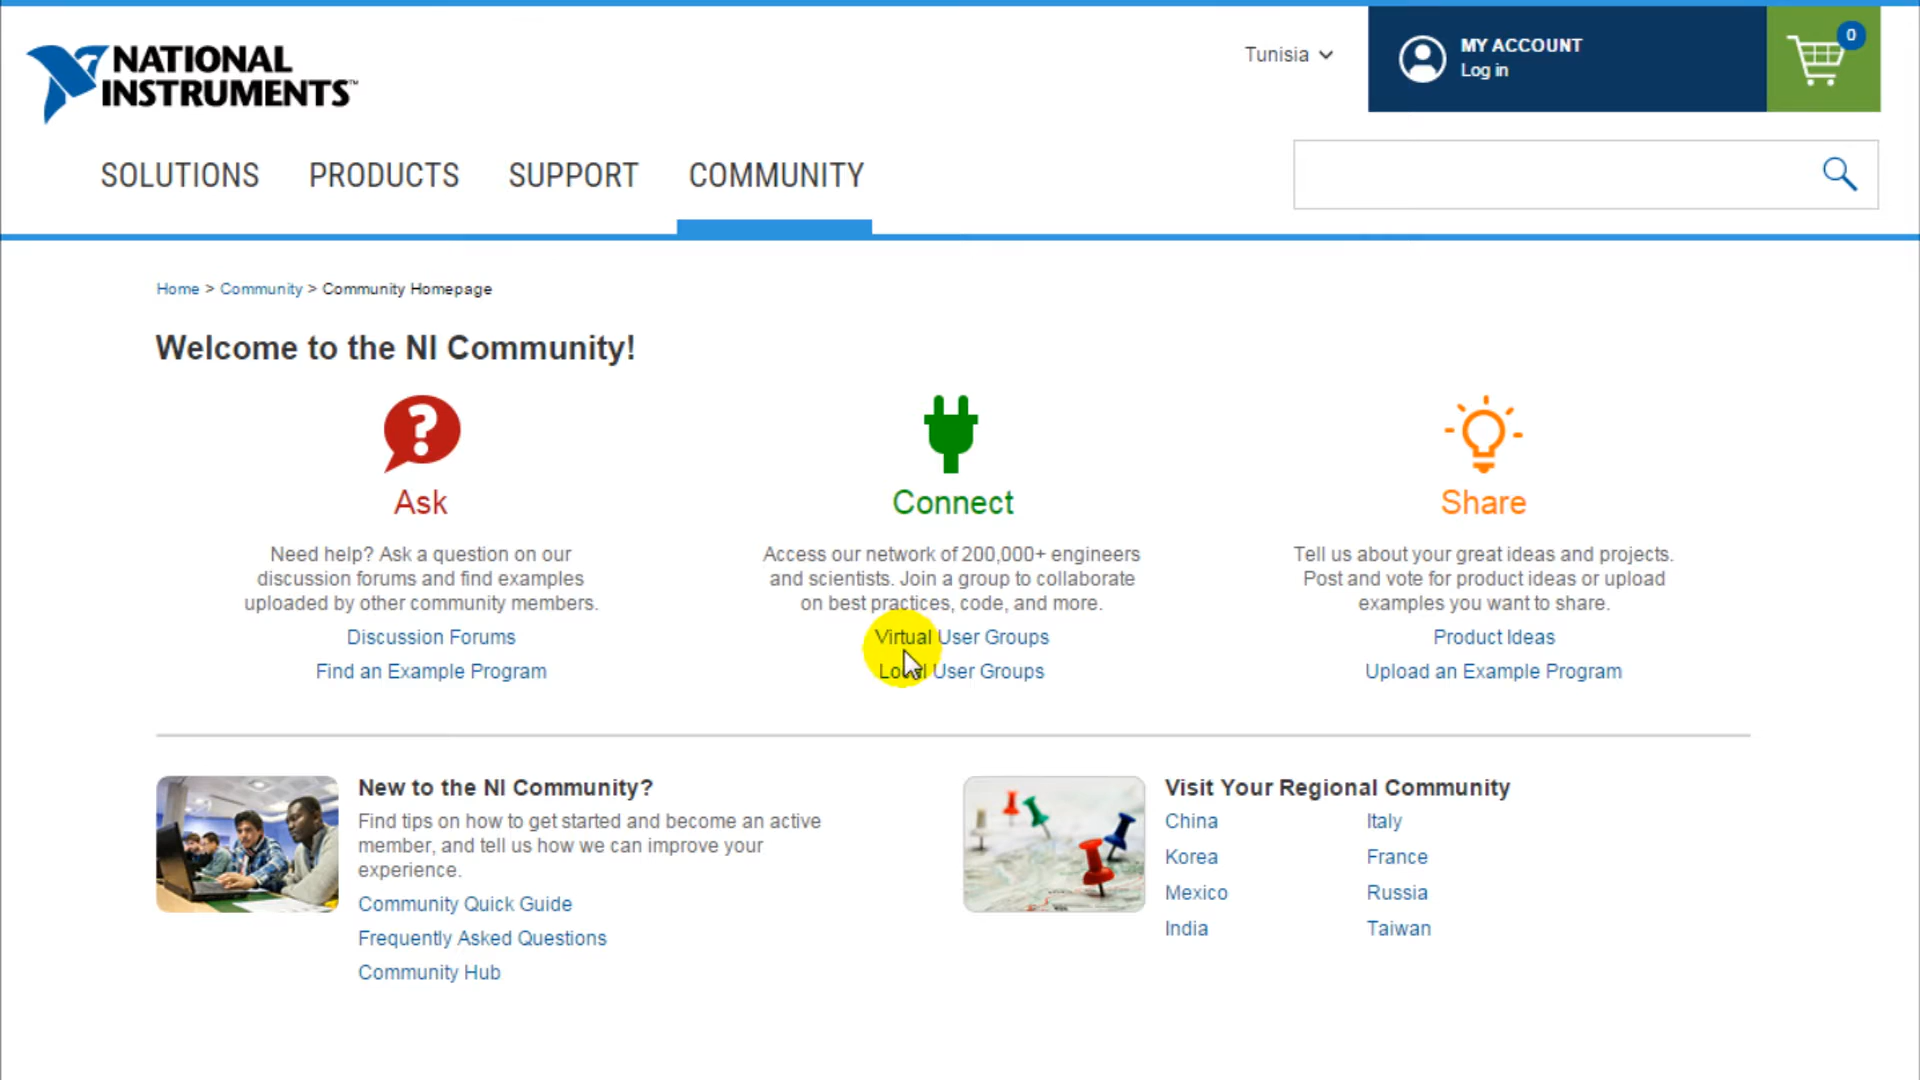 NATIONAL
INSTRUMENTS™
Tunisia
MY ACCOUNT
Log in
0
SOLUTIONS PRODUCTS SUPPORT COMMUNITY
Home > Community > Community Homepage
Welcome to the NI Community!
?
Ask
Need help? Ask a question on our
discussion forums and find examples
uploaded by other community members.
Discussion Forums
Find an Example Program
Connect
Access our network of 200,000+ engineers
and scientists. Join a group to collaborate
on best practices, code, and more.
Virtual User Groups
Local User Groups
Share
Tell us about your great ideas and projects.
Post and vote for product ideas or upload
examples you want to share.
Product Ideas
Upload an Example Program
New to the NI Community?
Find tips on how to get started and become an active
member, and tell us how we can improve your
experience.
Community Quick Guide
Frequently Asked Questions
Community Hub
Visit Your Regional Community
China Italy
Korea France
Mexico Russia
India Taiwan